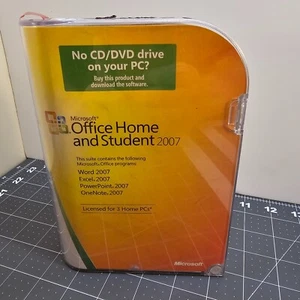 No CD/DVD drive
on your PC?
Buy this product and
download the software.
Microsoft
Office Home
and Student 2007
This suite contains the following
Microsoft Office programs:
Word 2007
Excel 2007
PowerPoint 2007
OneNote 2007
Licensed for 3 Home PCs*
Microsoft